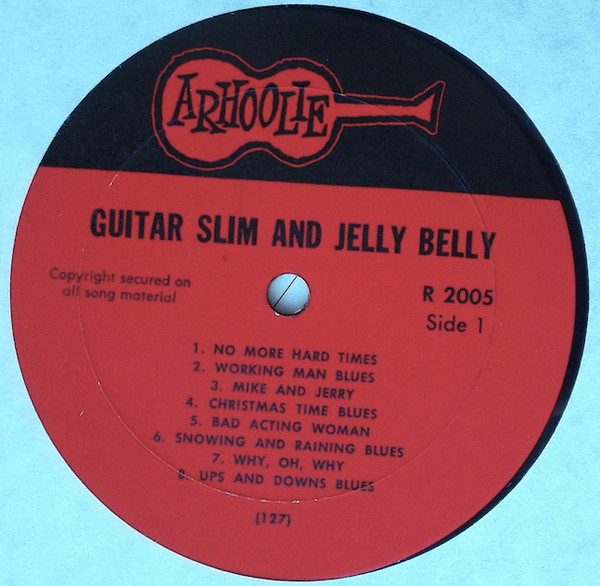 ARHOOLIE
GUITAR SLIM AND JELLY BELLY
Copyright secured on
all song material
R 2005
Side 1
1. NO MORE HARD TIMES
2. WORKING MAN BLUES
3. MIKE AND JERRY
4. CHRISTMAS TIME BLUES
5. BAD ACTING WOMAN
6. SNOWING AND RAINING BLUES
7. WHY, OH, WHY
8. UPS AND DOWNS BLUES
(127)